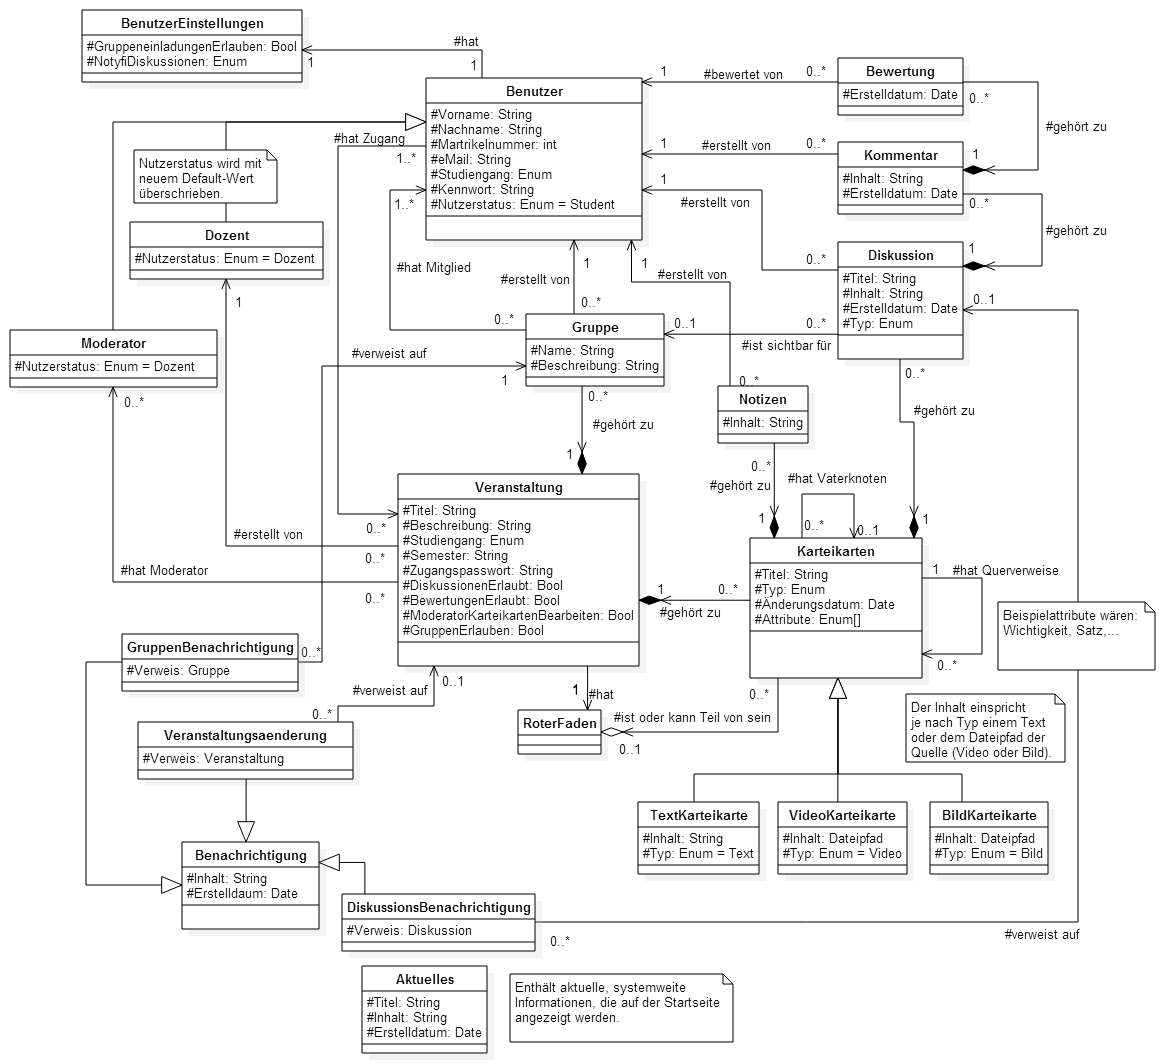 BenutzerEinstellungen
#GruppeneinladungenErlauben: Bool
#NotyfiDiskussionen: Enum
#hat
1
1
Benutzer
#Vorname: String
#Nachname: String
#Martrikelnummer: int
#eMail: String
#Studiengang: Enum
#Kennwort: String
#Nutzerstatus: Enum = Student
1
#bewertet von
0..*
Bewertung
#Erstelldatum: Date
0..*
#gehört zu
1
#erstellt von
0..*
1
Kommentar
#Inhalt: String
#Erstelldatum: Date
0..*
#gehört zu
1
#hat Zugang
1..*
1..*
Nutzerstatus wird mit
neuem Default-Wert
überschrieben.
1
#erstellt von
0..*
Diskussion
#Titel: String
#Inhalt: String
#Erstelldatum: Date
#Typ: Enum
0..1
0..*
Dozent
#Nutzerstatus: Enum = Dozent
1
#hat Mitglied
0..*
#erstellt von
1
0..*
1
#erstellt von
0..*
Gruppe
#Name: String
#Beschreibung: String
0..1
0..*
#ist sichtbar für
Moderator
#Nutzerstatus: Enum = Dozent
0..*
#verweist auf
1
0..*
#gehört zu
1
Notizen
#Inhalt: String
0..*
#gehört zu
1
#hat Vaterknoten
0..*
0..1
#gehört zu
1
Veranstaltung
#Titel: String
#Beschreibung: String
#Studiengang: Enum
#Semester: String
#Zugangspasswort: String
#DiskussionenErlaubt: Bool
#BewertungenErlaubt: Bool
#ModeratorKarteikartenBearbeiten: Bool
#GruppenErlauben: Bool
0..*
#erstellt von
0..*
#hat Moderator
0..*
1
0..*
#gehört zu
Karteikarten
#Titel: String
#Typ: Enum
#Änderungsdatum: Date
#Attribute: Enum[]
1
#hat Querverweise
0..*
Beispielattribute wären:
Wichtigkeit, Satz,...
GruppenBenachrichtigung
#Verweis: Gruppe
0..*
#verweist auf
0..1
0..*
1
#hat
RoterFaden
#ist oder kann Teil von sein
0..1
0..*
Der Inhalt einspricht
je nach Typ einem Text
oder dem Dateipfad der
Quelle (Video oder Bild).
Veranstaltungsaenderung
#Verweis: Veranstaltung
TextKarteikarte
#Inhalt: String
#Typ: Enum = Text
VideoKarteikarte
#Inhalt: Dateipfad
#Typ: Enum = Video
BildKarteikarte
#Inhalt: Dateipfad
#Typ: Enum = Bild
Benachrichtigung
#Inhalt: String
#Erstelldaum: Date
DiskussionsBenachrichtigung
#Verweis: Diskussion
0..*
#verweist auf
Aktuelles
#Titel: String
#Inhalt: String
#Erstelldatum: Date
Enthält aktuelle, systemweite
Informationen, die auf der Startseite
angezeigt werden.